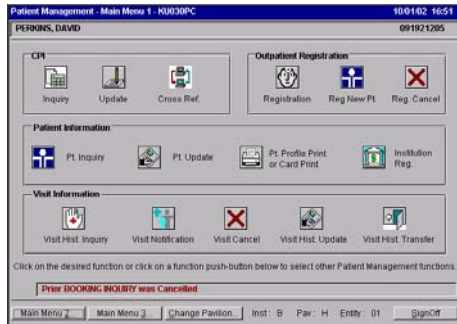 Patient Management - Main Menu 1 - KU030PC 10/01/02 16:51
PERKINS, DAVID 091921205
CPI Outpatient Registration
Inquiry Update Cross Ref. Registration Reg New Pt. Reg. Cancel
Patient Information
Pt. Inquiry Pt. Update Pt. Profile Print Institution
or Card Print Reg.
Visit Information
Visit Hist. Inquiry Visit Notification Visit Cancel Visit Hist. Update Visit Hist. Transfer
Click on the desired function or click on a function push-button below to select other Patient Management functions.
Prior BOOKING INQUIRY was Cancelled
Main Menu 2... Main Menu 3... Change Pavilion... Inst: B Pav: H Entity: 01 SignOff